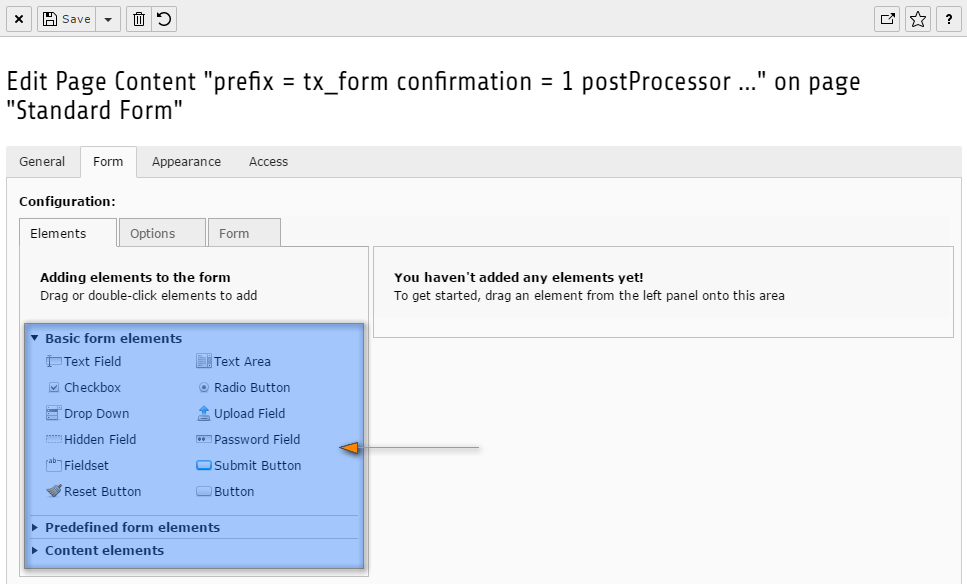 Save
?
Edit Page Content "prefix = tx_form confirmation = 1 postProcessor ..." on page
"Standard Form"
General Form Appearance Access
Configuration:
Elements Options Form
Adding elements to the form
Drag or double-click elements to add
You haven't added any elements yet!
To get started, drag an element from the left panel onto this area
Basic form elements
Text Field Text Area
Checkbox Radio Button
Drop Down Upload Field
Hidden Field Password Field
Fieldset Submit Button
Reset Button Button
Predefined form elements
Content elements